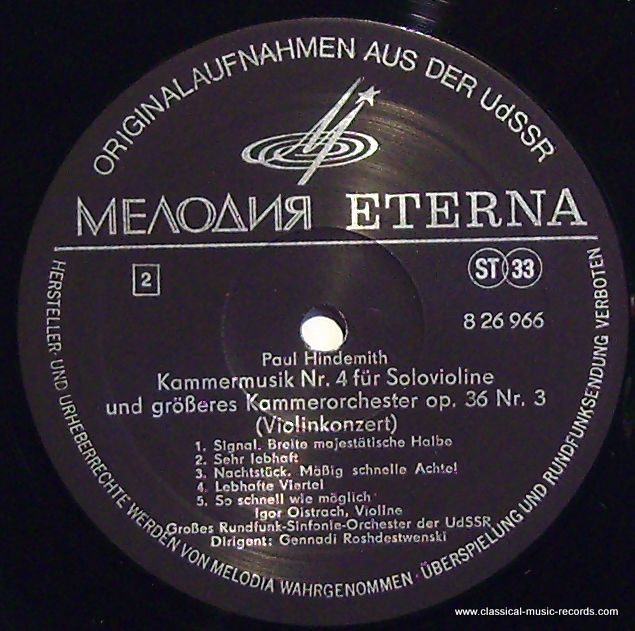 ORIGINALAUFNAHMEN AUS DER UdSSR
МЕЛОДИЯ ETERNA
2
ST 33
8 26 966
Paul Hindemith
Kammermusik Nr. 4 für Solovioline
und größeres Kammerorchester op. 36 Nr. 3
(Violinkonzert)
1. Signal. Breite majestätische Halbe
2. Sehr lebhaft
3. Nachtstück. Mäßig schnelle Achtel
4. Lebhafte Viertel
5. So schnell wie möglich
Igor Oistrach, Violine
Großes Rundfunk-Sinfonie-Orchester der UdSSR
Dirigent: Gennadi Roshdestwenski
HERSTELLER- UND URHEBERRECHTE WERDEN VON MELODIA WAHRGENOMMEN · ÜBERSPIELUNG UND RUNDFUNKSENDUNG VERBOTEN
www.classical-music-records.com